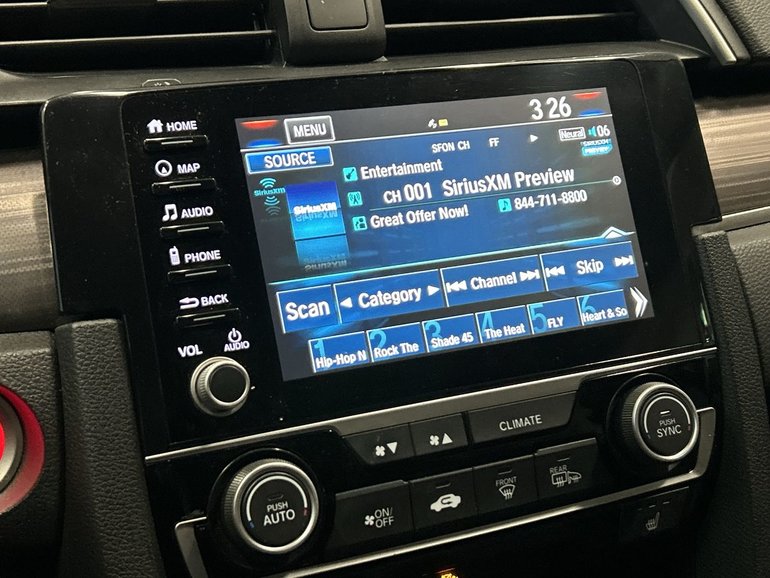 HOME
MAP
AUDIO
PHONE
BACK
VOL
AUDIO
MENU
3 26
SOURCE
SFON CH
FF
Neural
06
SiriusXM
SiriusXM
Entertainment
CH 001 SiriusXM Preview
Great Offer Now!
844-711-8800
Scan
Category
Channel
Skip
1 Hip-Hop N
2 Rock The
3 Shade 45
4 The Heat
5 FLY
6 Heart & So
CLIMATE
PUSH
SYNC
PUSH
AUTO
ON/
OFF
FRONT
REAR